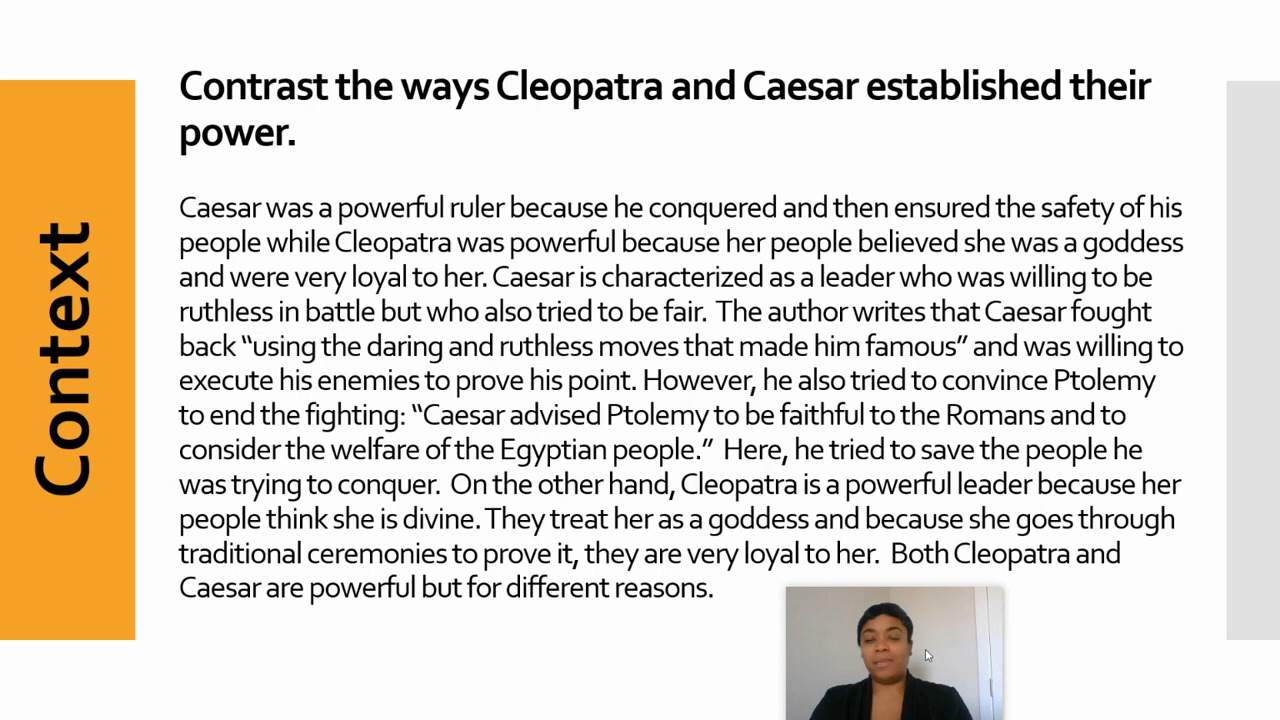 Contrast the ways Cleopatra and Caesar established their
power.
Caesar was a powerful ruler because he conquered and then ensured the safety of his
people while Cleopatra was powerful because her people believed she was a goddess
and were very loyal to her. Caesar is characterized as a leader who was willing to be
ruthless in battle but who also tried to be fair.  The author writes that Caesar fought
back “using the daring and ruthless moves that made him famous” and was willing to
execute his enemies to prove his point. However, he also tried to convince Ptolemy
to end the fighting: “Caesar advised Ptolemy to be faithful to the Romans and to
consider the welfare of the Egyptian people.”  Here, he tried to save the people he
was trying to conquer.  On the other hand, Cleopatra is a powerful leader because her
people think she is divine. They treat her as a goddess and because she goes through
traditional ceremonies to prove it, they are very loyal to her.  Both Cleopatra and
Caesar are powerful but for different reasons.
Context